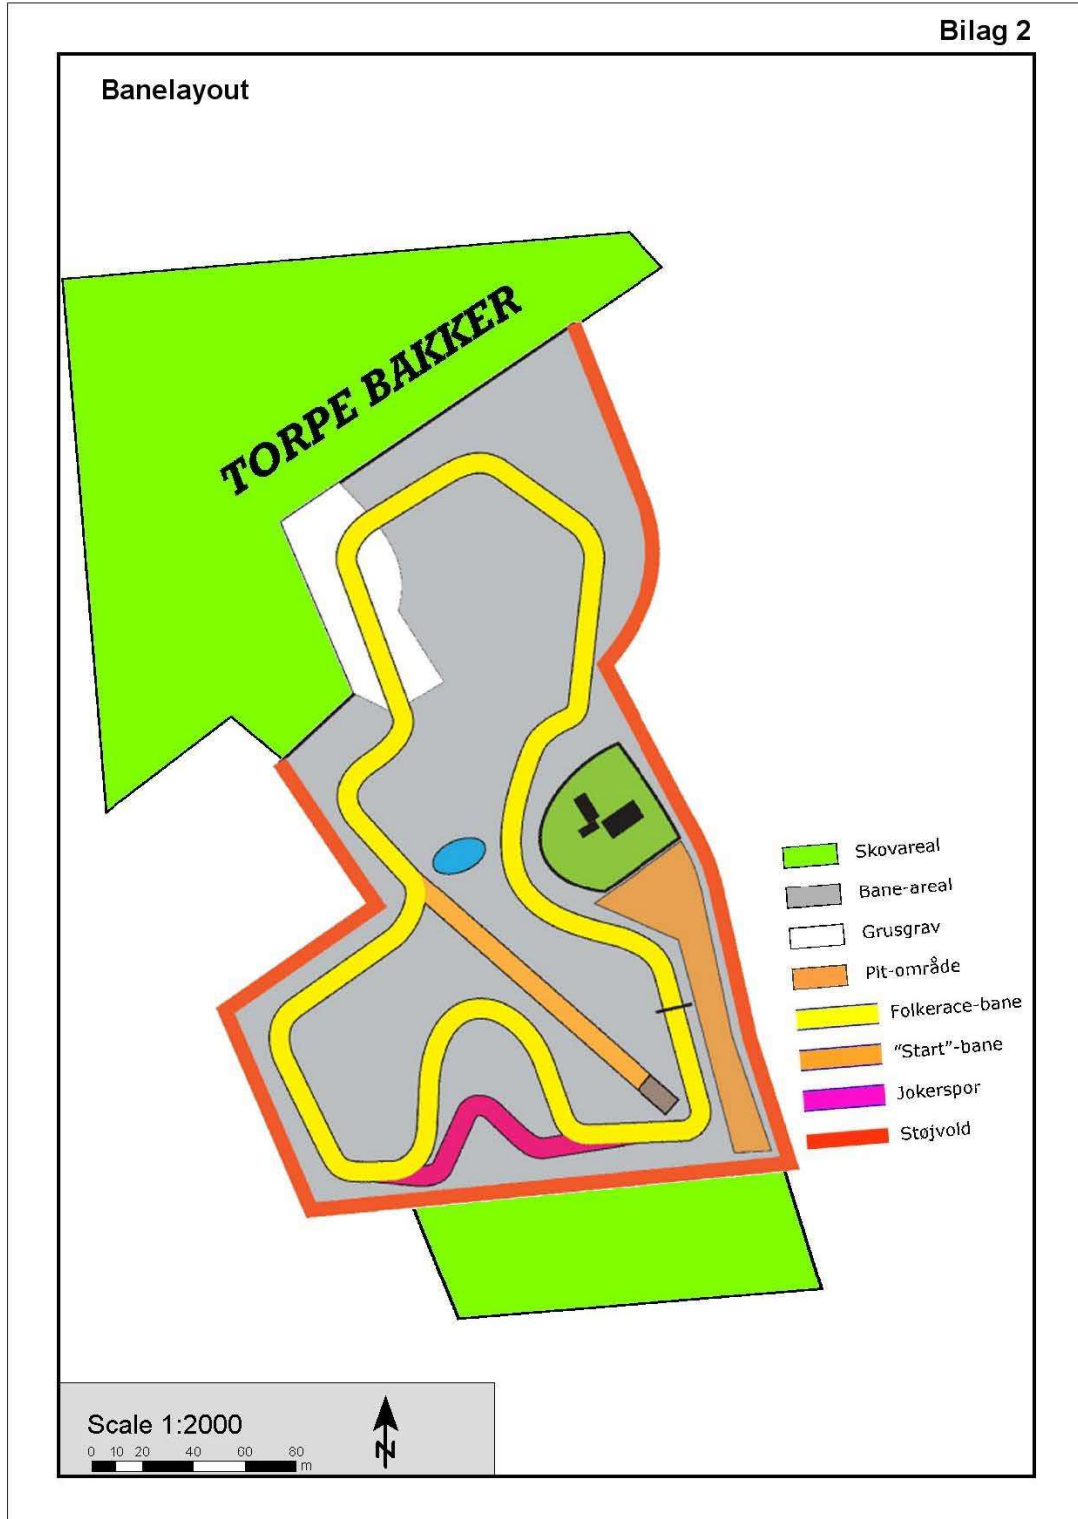 Bilag 2
Banelayout
TORPE BAKKER
Skovareal
Bane-areal
Grusgrav
Pit-område
Folkerace-bane
“Start”-bane
Jokerspor
Støjvold
Scale 1:2000
0 10 20 40 60 80
m
N